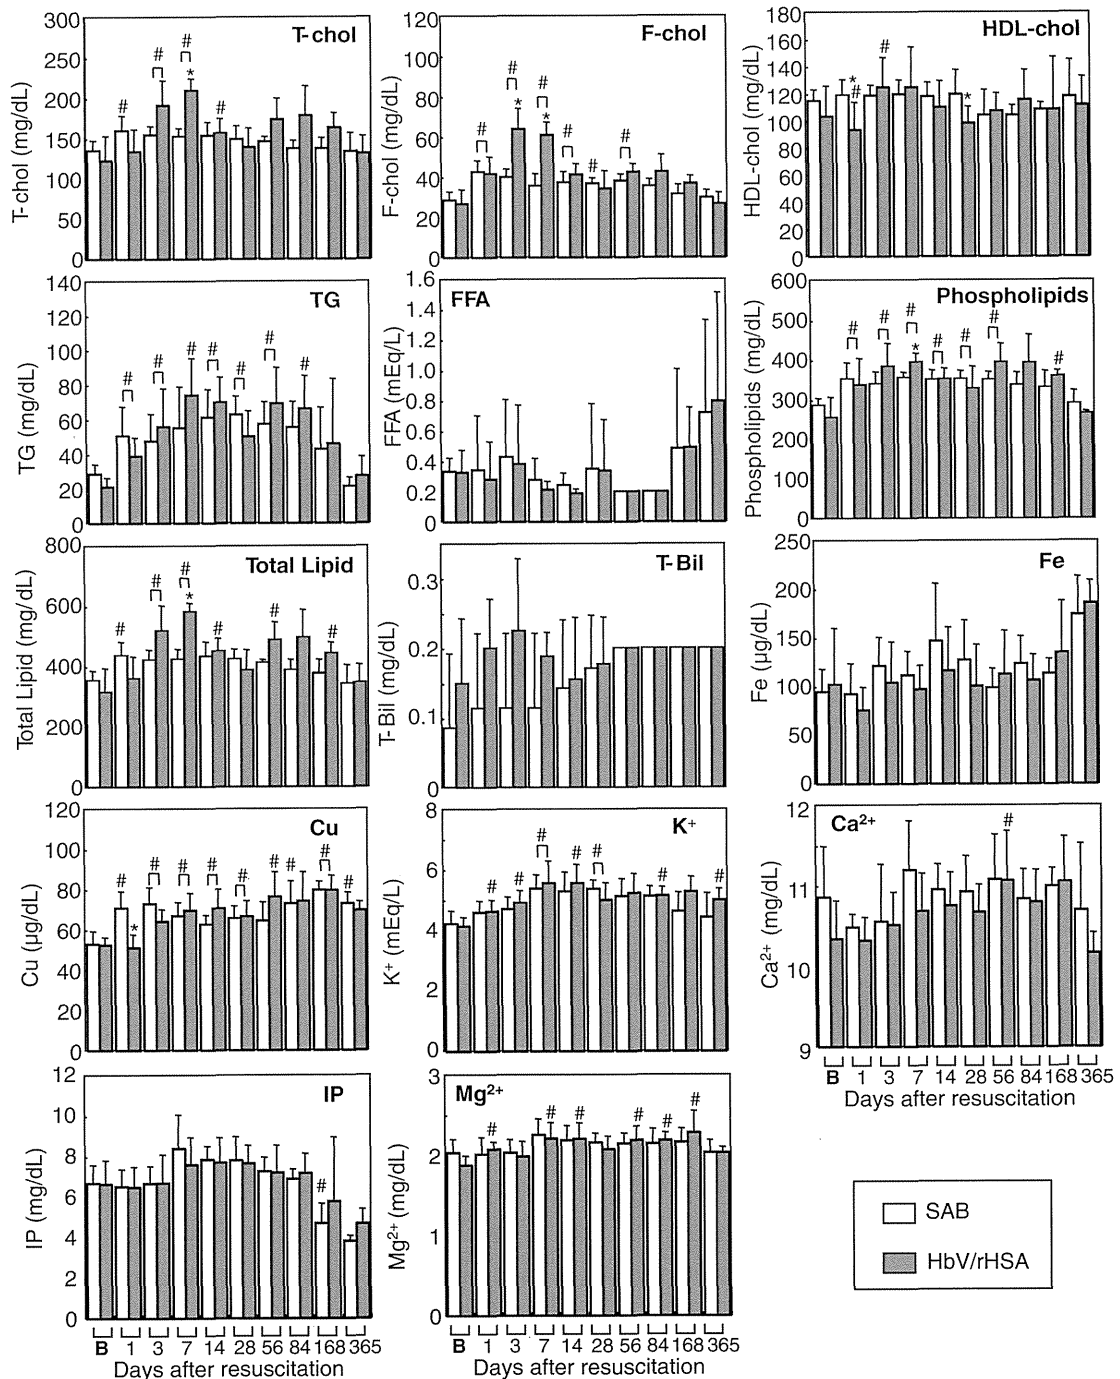 T-chol
T-chol (mg/dL)
300
250
200
150
100
50
0
# # # * #
F-chol
F-chol (mg/dL)
120
100
80
60
40
20
0
# # * # * # # #
HDL-chol
HDL-chol (mg/dL)
180
160
140
120
100
80
60
40
20
0
* # # *
TG
TG (mg/dL)
140
120
100
80
60
40
20
0
# # # # # # #
FFA
FFA (mEq/L)
1.6
1.4
1.2
1.0
0.8
0.6
0.4
0.2
0
Phospholipids
Phospholipids (mg/dL)
600
500
400
300
200
100
0
# # # * # # # #
Total Lipid
Total Lipid (mg/dL)
800
600
400
200
0
# # # * # # #
T-Bil
T-Bil (mg/dL)
0.3
0.2
0.1
0
Fe
Fe (µg/dL)
250
200
150
100
50
0
Cu
Cu (µg/dL)
120
100
80
60
40
20
0
# * # # # # # # # #
K⁺
K⁺ (mEq/L)
8
6
4
2
0
# # # # # # #
Ca²⁺
Ca²⁺ (mg/dL)
12
11
10
9
#
B 1 3 7 14 28 56 84 168 365
Days after resuscitation
IP
IP (mg/dL)
12
10
8
6
4
2
0
#
B 1 3 7 14 28 56 84 168 365
Days after resuscitation
Mg²⁺
Mg²⁺ (mg/dL)
3
2
1
0
# # # # # #
B 1 3 7 14 28 56 84 168 365
Days after resuscitation
SAB
HbV/rHSA